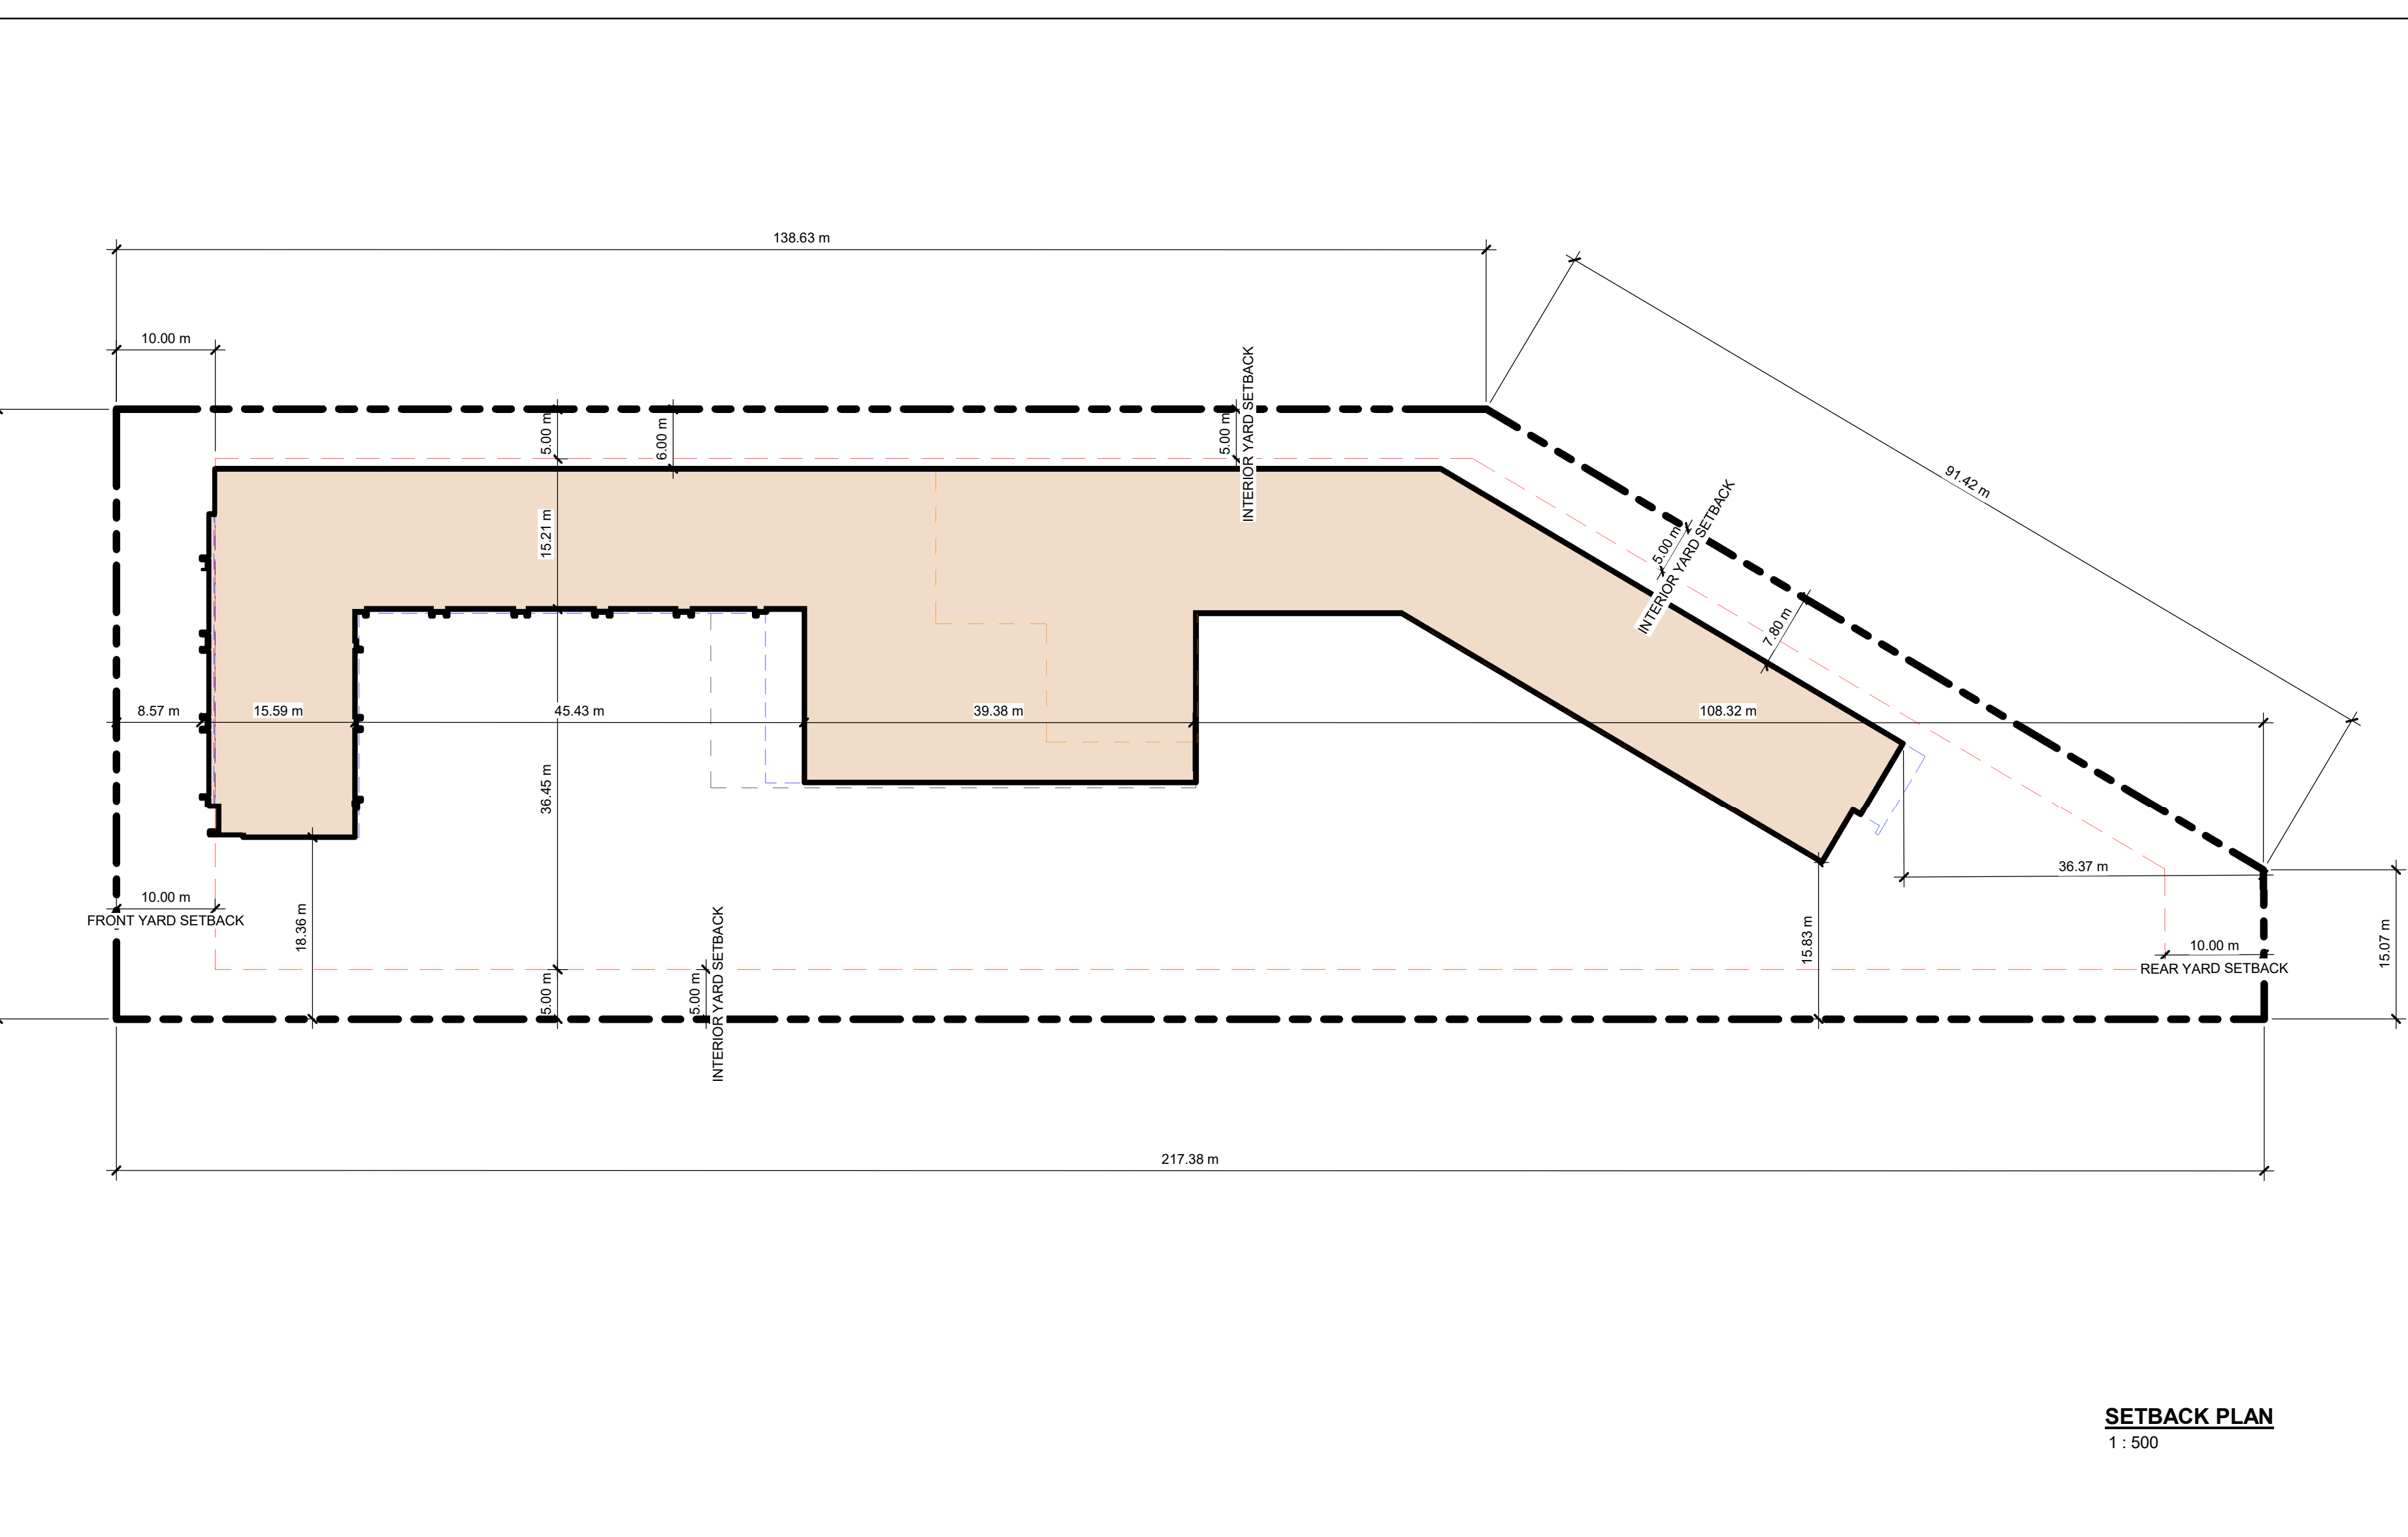 138.63 m
91.42 m
10.00 m
5.00 m
6.00 m
5.00 m
INTERIOR YARD SETBACK
5.00 m
INTERIOR YARD SETBACK
15.21 m
7.80 m
8.57 m
15.59 m
45.43 m
39.38 m
108.32 m
36.45 m
36.37 m
10.00 m
FRONT YARD SETBACK
18.36 m
15.83 m
15.07 m
10.00 m
REAR YARD SETBACK
5.00 m
5.00 m
INTERIOR YARD SETBACK
217.38 m
SETBACK PLAN
1 : 500